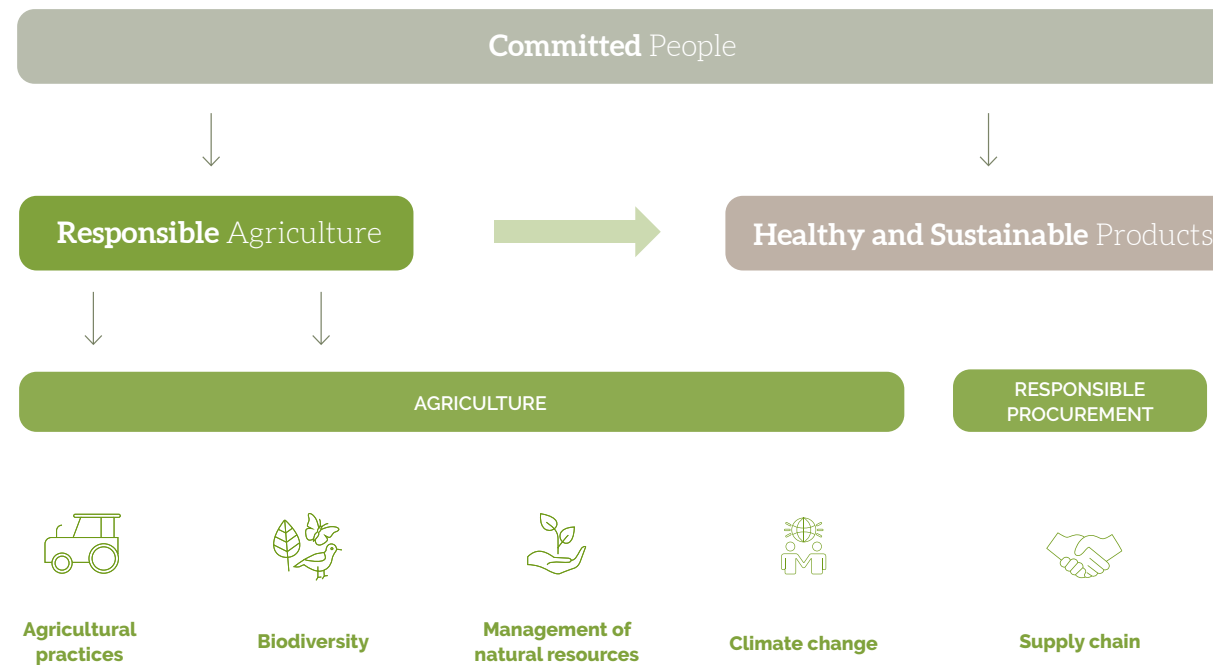 Committed People
Responsible Agriculture
Healthy and Sustainable Products
AGRICULTURE
RESPONSIBLE
PROCUREMENT
Agricultural
practices
Biodiversity
Management of
natural resources
Climate change
Supply chain